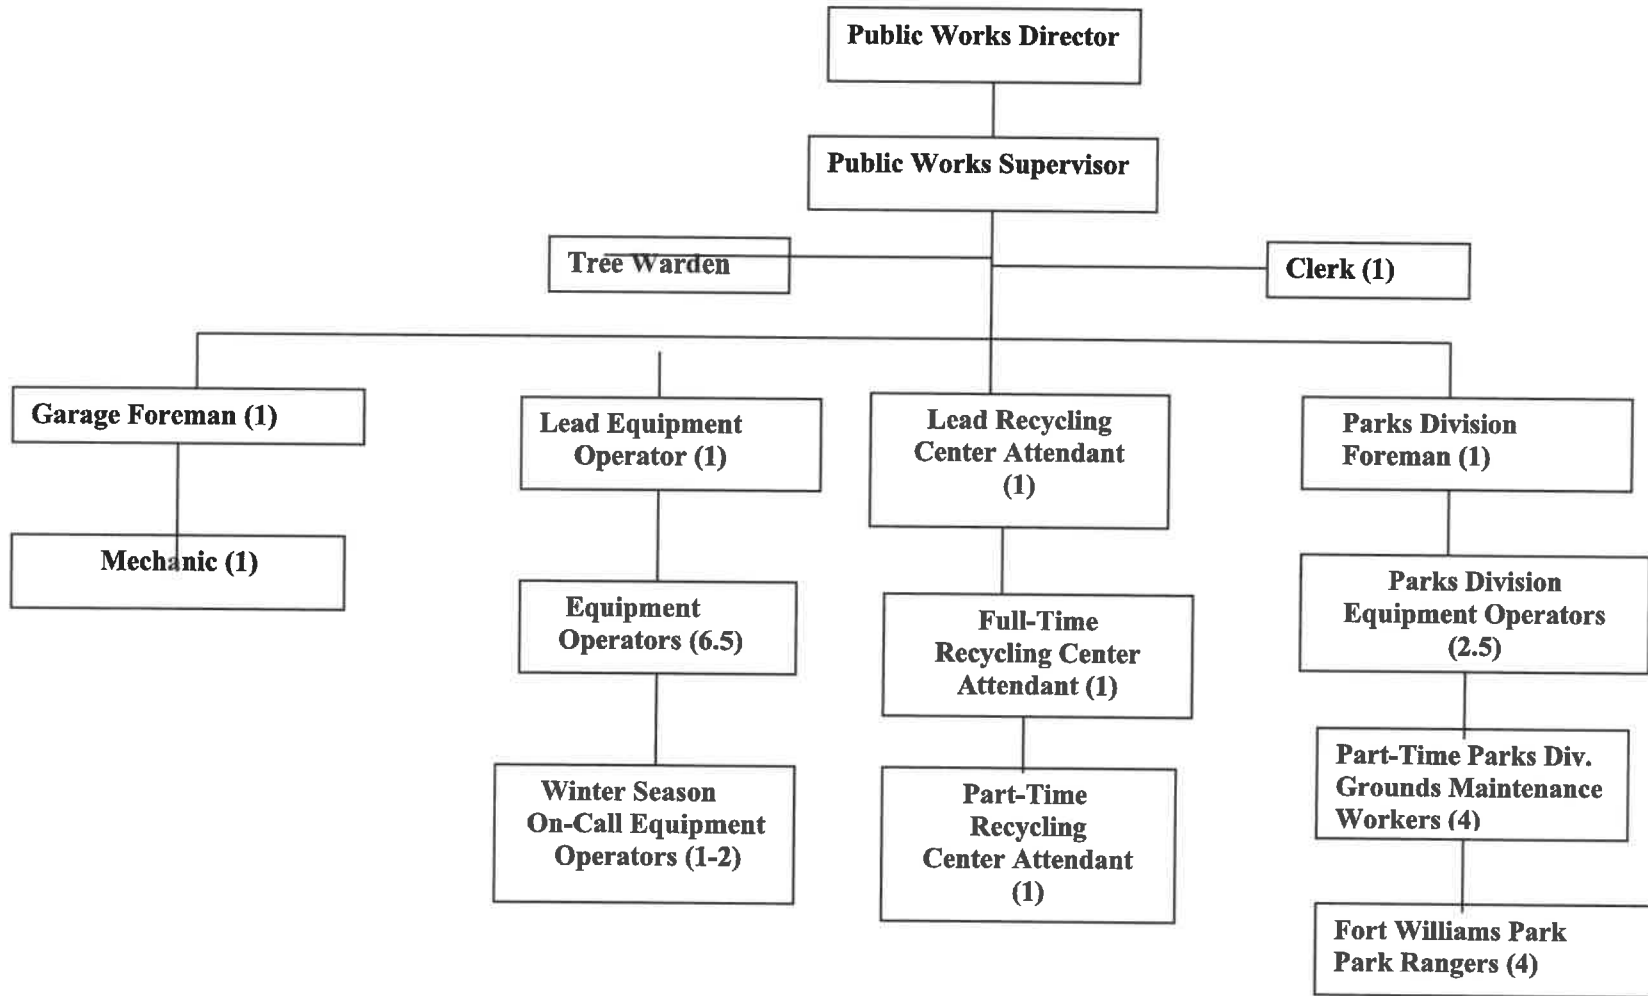 Public Works Director
Public Works Supervisor
Tree Warden
Clerk (1)
Garage Foreman (1)
Lead Equipment
Operator (1)
Lead Recycling
Center Attendant
(1)
Parks Division
Foreman (1)
Mechanic (1)
Equipment
Operators (6.5)
Full-Time
Recycling Center
Attendant (1)
Parks Division
Equipment Operators
(2.5)
Winter Season
On-Call Equipment
Operators (1-2)
Part-Time
Recycling
Center Attendant
(1)
Part-Time Parks Div.
Grounds Maintenance
Workers (4)
Fort Williams Park
Park Rangers (4)